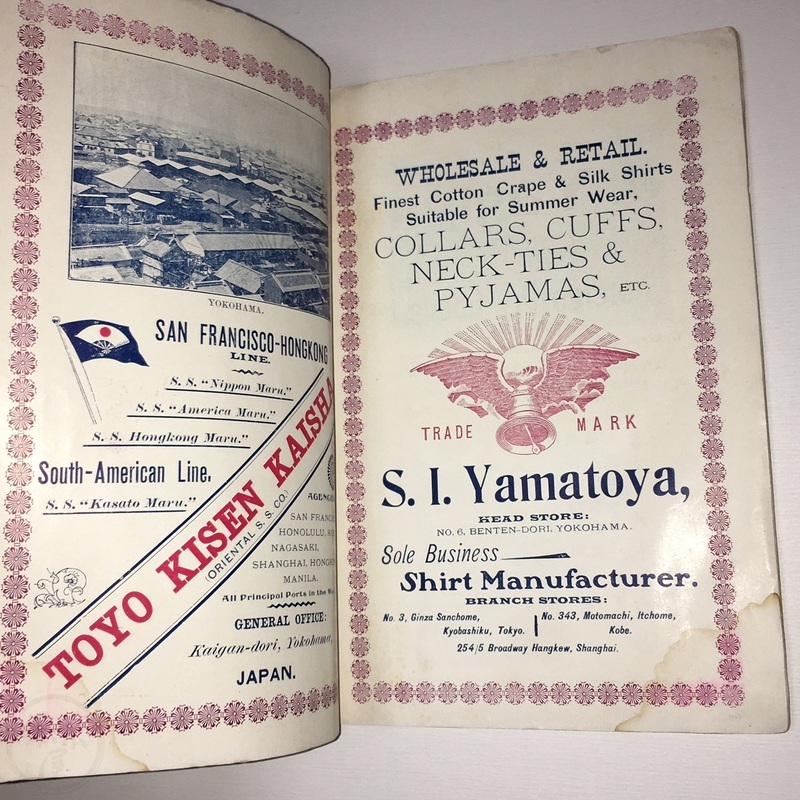 YOKOHAMA.
SAN FRANCISCO-HONGKONG
LINE.
S. S. “Nippon Maru.”
S. S. “America Maru.”
S. S. Hongkong Maru.”
South-American Line.
S. S. “Kasato Maru.”
TOYO KISEN KAISHA
(ORIENTAL S. S. CO.)
SAN
HONOLULU,
NAGASAKI,
SHANGHAI,
MANILA.
All Principal Ports in the
GENERAL OFFICE:
Kaigan-dori, Yokohama,
JAPAN.
WHOLESALE & RETAIL.
Finest Cotton Crape & Silk Shirts
Suitable for Summer Wear,
COLLARS, CUFFS,
NECK-TIES &
PYJAMAS, ETC.
TRADE MARK
S. I. Yamatoya,
HEAD STORE:
NO. 6, BENTEN-DORI, YOKOHAMA.
Sole Business
Shirt Manufacturer.
BRANCH STORES:
No. 3, Ginza Sanchome,
Kyobashiku, Tokyo.
No. 343, Motomachi, Itchome,
Kobe.
254/5 Broadway Hangkew, Shanghai.